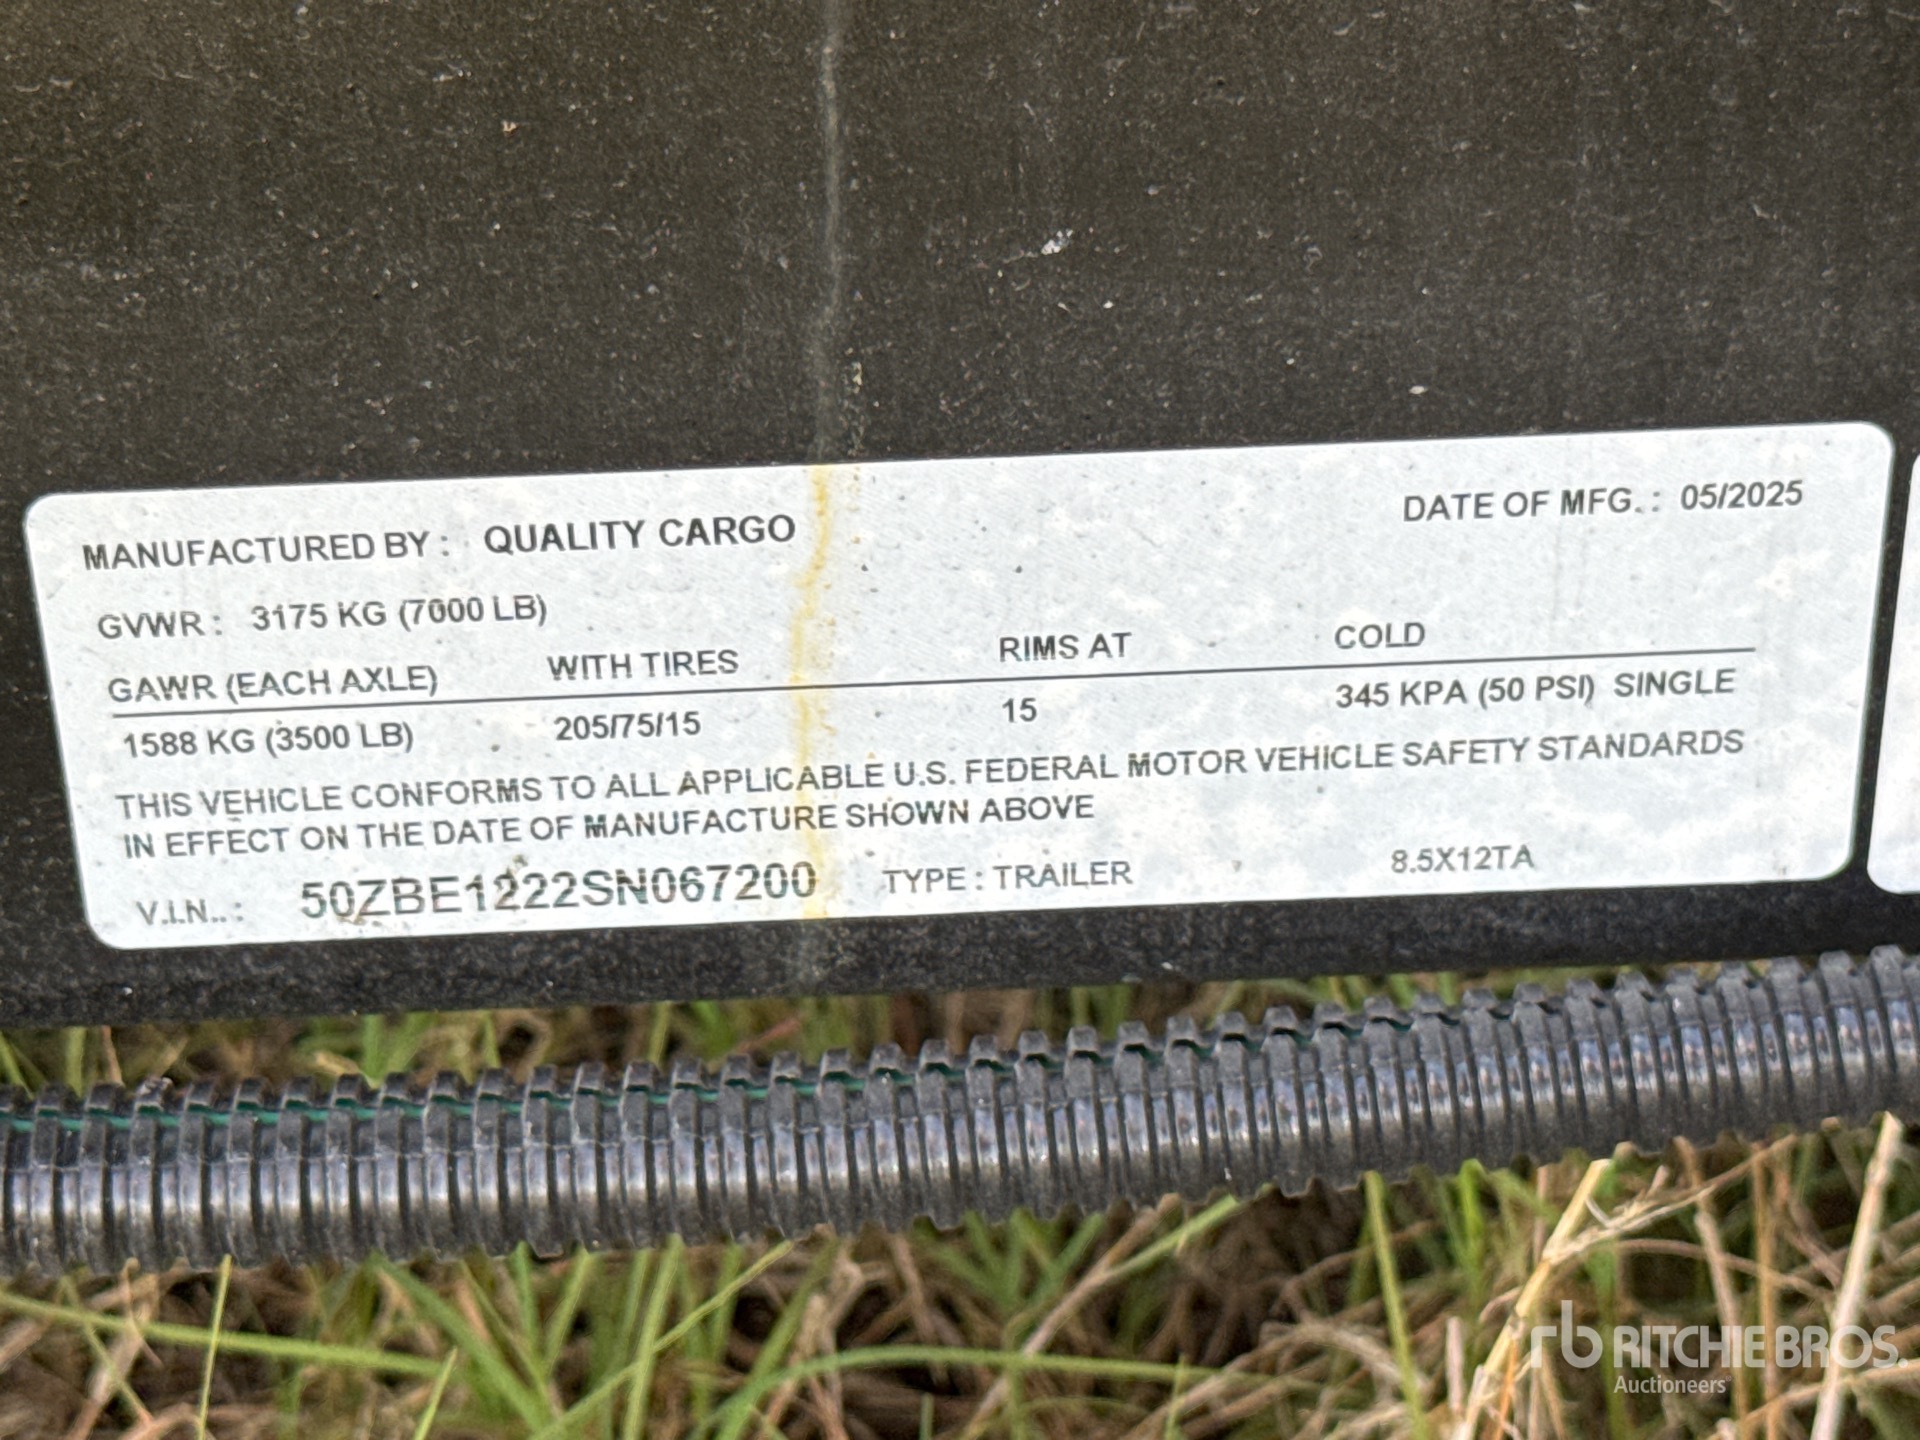 MANUFACTURED BY : QUALITY CARGO DATE OF MFG. : 05/2025
GVWR : 3175 KG (7000 LB)
GAWR (EACH AXLE) WITH TIRES RIMS AT COLD
1588 KG (3500 LB) 205/75/15 15 345 KPA (50 PSI) SINGLE
THIS VEHICLE CONFORMS TO ALL APPLICABLE U.S. FEDERAL MOTOR VEHICLE SAFETY STANDARDS
IN EFFECT ON THE DATE OF MANUFACTURE SHOWN ABOVE
V.I.N.. : 50ZBE1222SN067200 TYPE : TRAILER 8.5X12TA
rb RITCHIE BROS.
Auctioneers